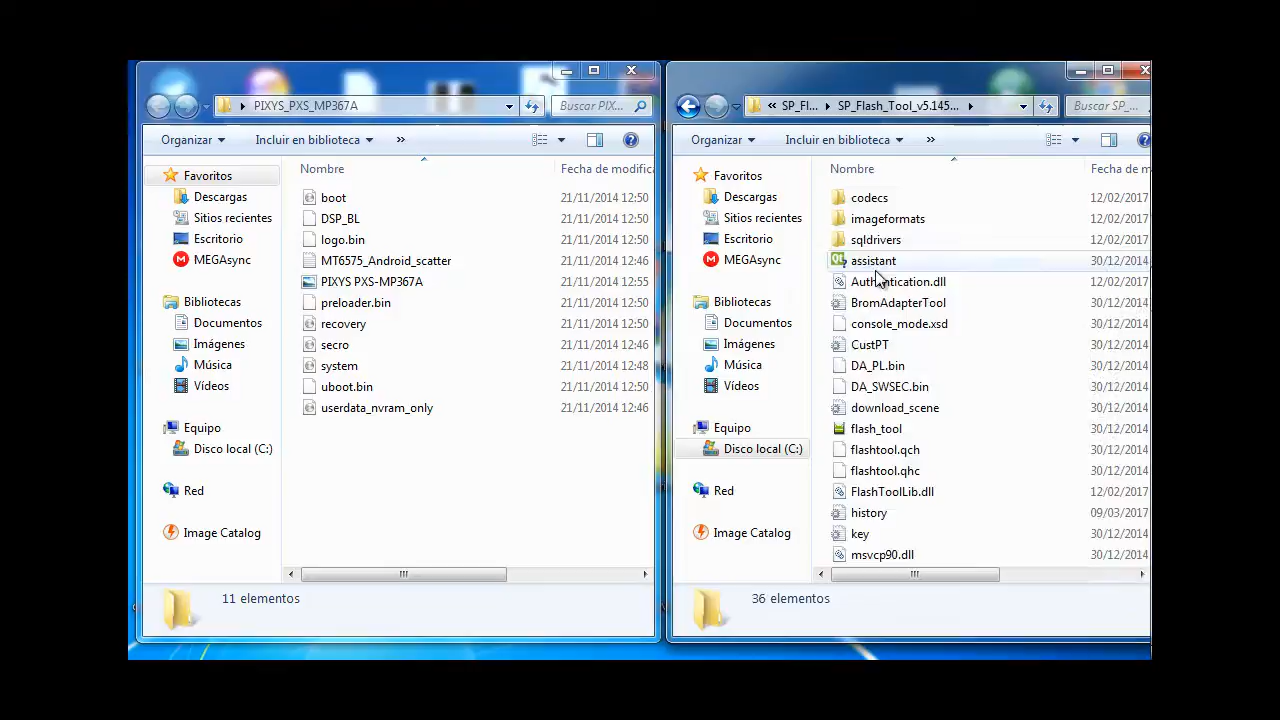 PIXYS_PXS_MP367A
Buscar PIX...
Organizar
Incluir en biblioteca
»
Nombre
Fecha de modifica
Favoritos
Descargas
Sitios recientes
Escritorio
MEGAsync
Bibliotecas
Documentos
Imágenes
Música
Vídeos
Equipo
Disco local (C:)
Red
Image Catalog
boot 21/11/2014 12:50
DSP_BL 21/11/2014 12:50
logo.bin 21/11/2014 12:50
MT6575_Android_scatter 21/11/2014 12:46
PIXYS PXS-MP367A 21/11/2014 12:55
preloader.bin 21/11/2014 12:50
recovery 21/11/2014 12:50
secro 21/11/2014 12:46
system 21/11/2014 12:48
uboot.bin 21/11/2014 12:50
userdata_nvram_only 21/11/2014 12:46
11 elementos
« SP_Fl... SP_Flash_Tool_v5.145...
Buscar SP_...
Organizar
Incluir en biblioteca
»
Nombre
Fecha de m
Favoritos
Descargas
Sitios recientes
Escritorio
MEGAsync
Bibliotecas
Documentos
Imágenes
Música
Vídeos
Equipo
Disco local (C:)
Red
Image Catalog
codecs 12/02/2017
imageformats 12/02/2017
sqldrivers 12/02/2017
assistant 30/12/2014
Authentication.dll 12/02/2017
BromAdapterTool 30/12/2014
console_mode.xsd 30/12/2014
CustPT 30/12/2014
DA_PL.bin 30/12/2014
DA_SWSEC.bin 30/12/2014
download_scene 30/12/2014
flash_tool 30/12/2014
flashtool.qch 30/12/2014
flashtool.qhc 30/12/2014
FlashToolLib.dll 12/02/2017
history 09/03/2017
key 30/12/2014
msvcp90.dll 30/12/2014
36 elementos